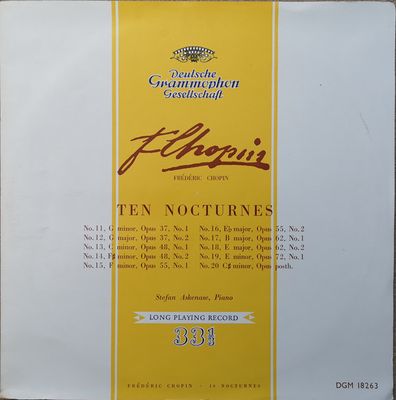 Deutsche
Grammophon
Gesellschaft
F Chopin
FRÉDÉRIC CHOPIN
TEN NOCTURNES
No. 11, G minor, Opus 37, No. 1 No. 16, E♭ major, Opus 55, No. 2
No. 12, G major, Opus 37, No. 2 No. 17, B major, Opus 62, No. 1
No. 13, C minor, Opus 48, No. 1 No. 18, E major, Opus 62, No. 2
No. 14, F♯ minor, Opus 48, No. 2 No. 19, E minor, Opus 72, No. 1
No. 15, F minor, Opus 55, No. 1 No. 20 C♯ minor, Opus posth.
Stefan Askenase, Piano
LONG PLAYING RECORD
33⅓
FRÉDÉRIC CHOPIN - 10 NOCTURNES
DGM 18263